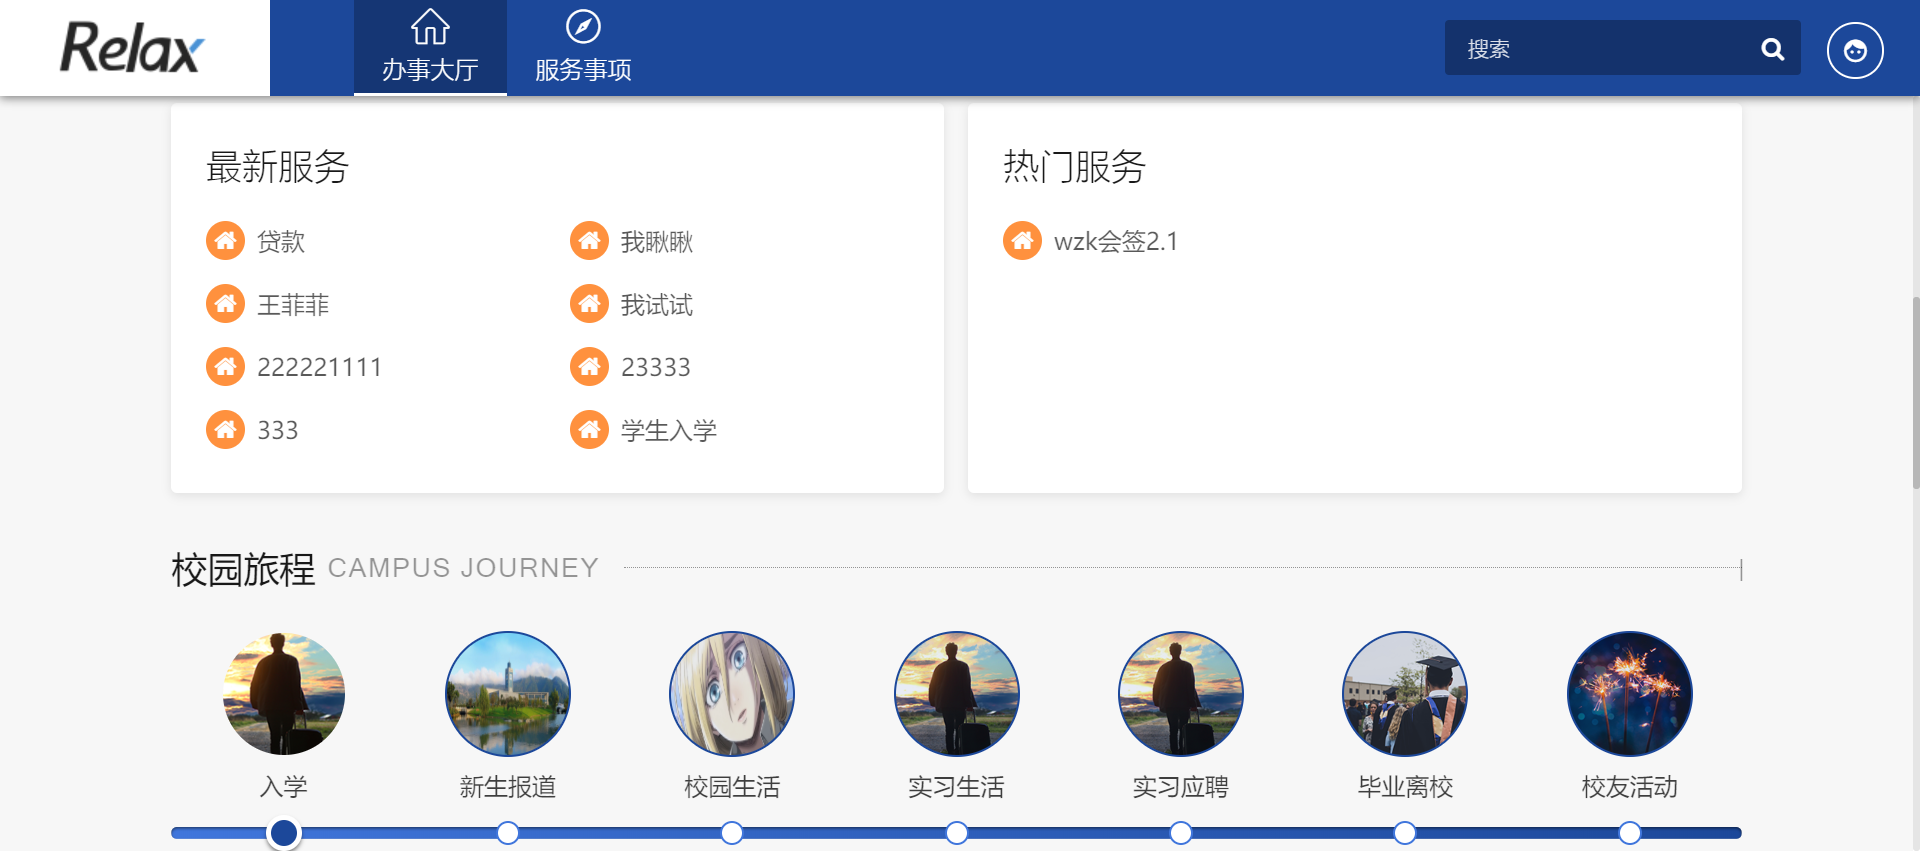 Relax
办事大厅
服务事项
搜索
最新服务
贷款
我瞅瞅
王菲菲
我试试
222221111
23333
333
学生入学
热门服务
wzk会签2.1
校园旅程 CAMPUS JOURNEY
入学
新生报道
校园生活
实习生活
实习应聘
毕业离校
校友活动